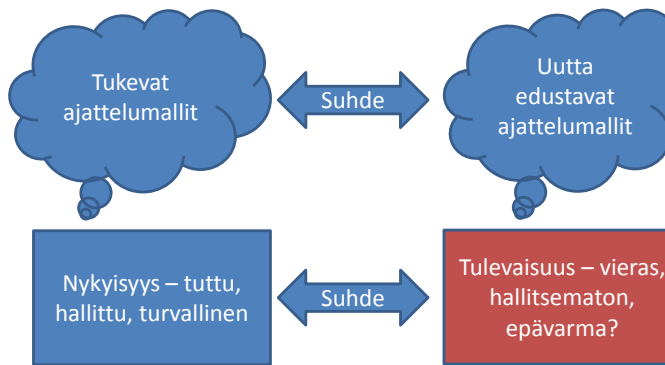 Tukevat
ajattelumallit
Suhde
Uutta
edustavat
ajattelumallit
Nykyisyys – tuttu,
hallittu, turvallinen
Suhde
Tulevaisuus – vieras,
hallitsematon,
epävarma?